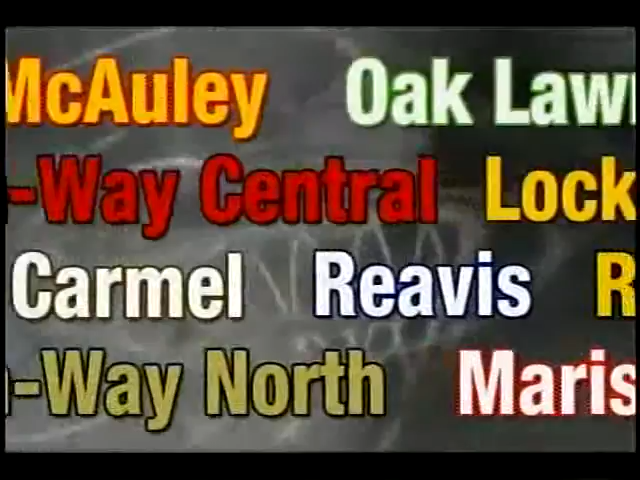 McAuley Oak Law
-Way Central Lock
Carmel Reavis R
-Way North Maris